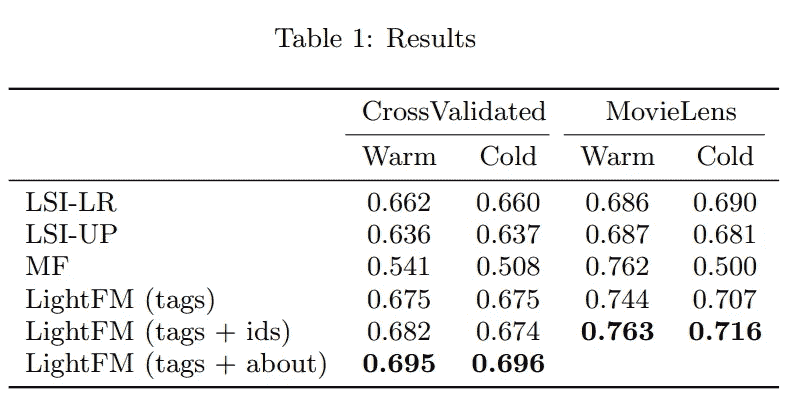 Table 1: Results
CrossValidated MovieLens
Warm Cold Warm Cold
LSI-LR 0.662 0.660 0.686 0.690
LSI-UP 0.636 0.637 0.687 0.681
MF 0.541 0.508 0.762 0.500
LightFM (tags) 0.675 0.675 0.744 0.707
LightFM (tags + ids) 0.682 0.674 0.763 0.716
LightFM (tags + about) 0.695 0.696